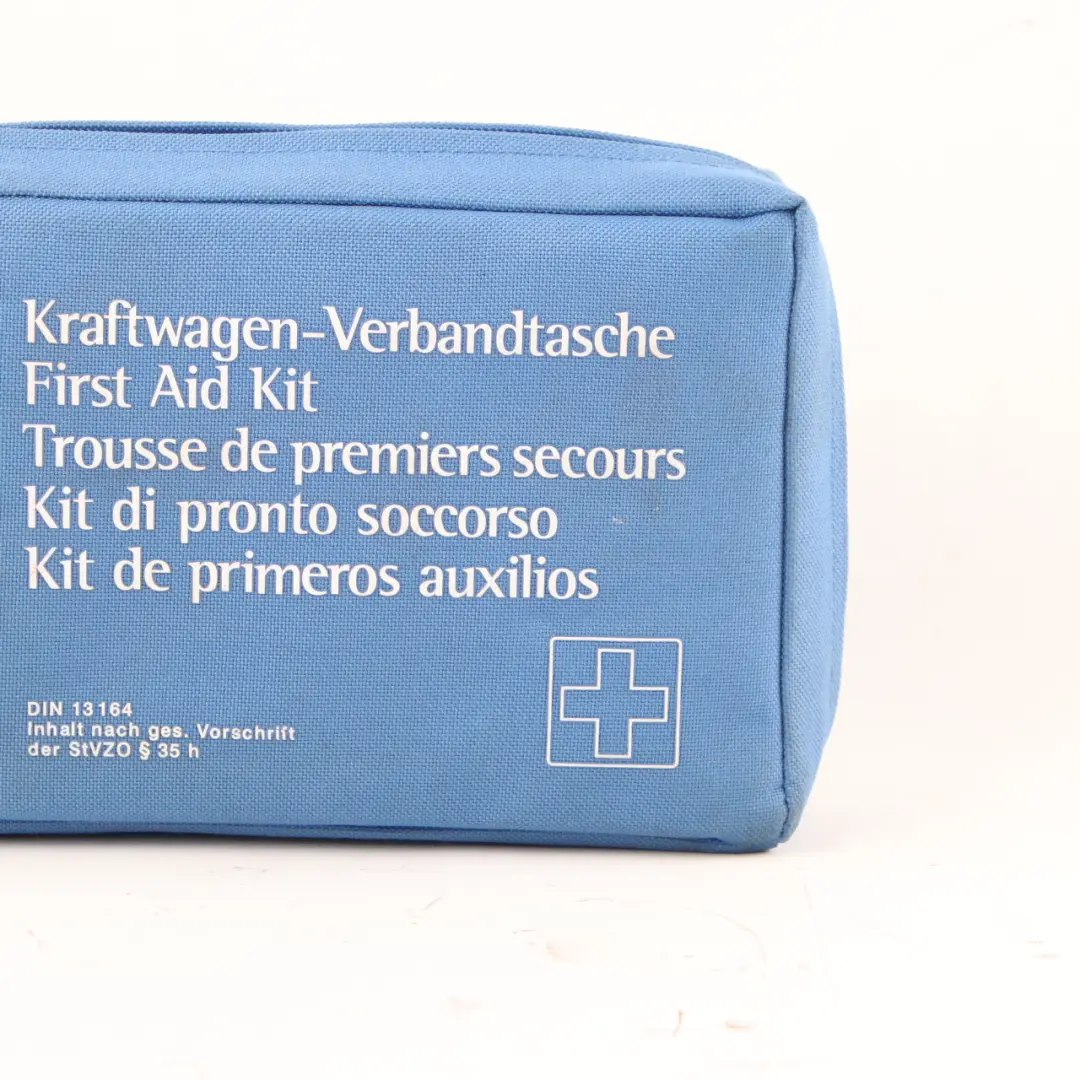 Kraftwagen-Verbandtasche
First Aid Kit
Trousse de premiers secours
Kit di pronto soccorso
Kit de primeros auxilios
DIN 13164
Inhalt nach ges. Vorschrift
der StVZO § 35 h